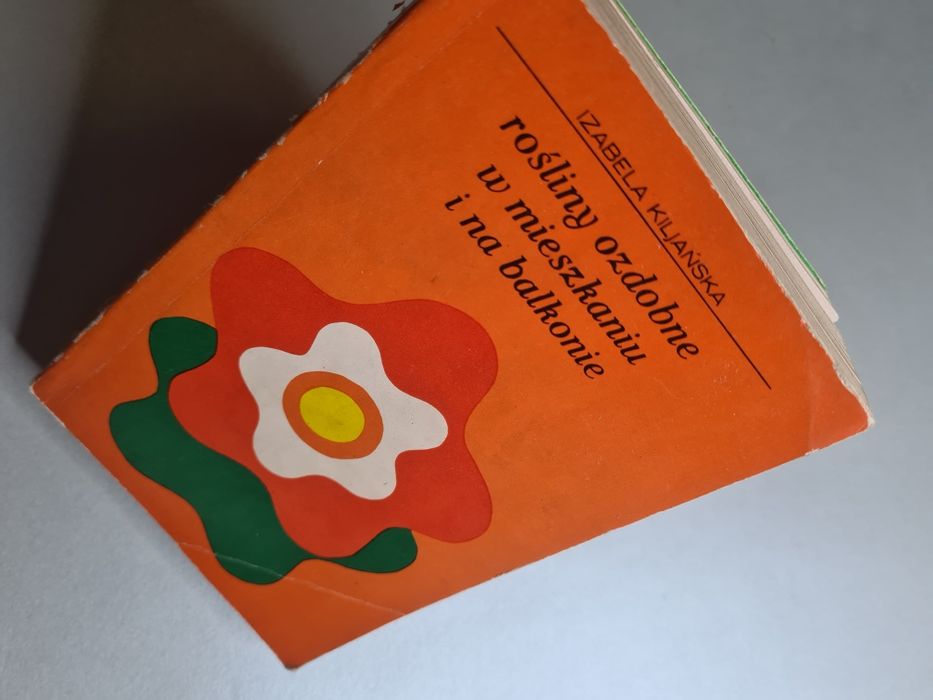 IZABELA KILJAŃSKA
rośliny ozdobne
w mieszkaniu
i na balkonie